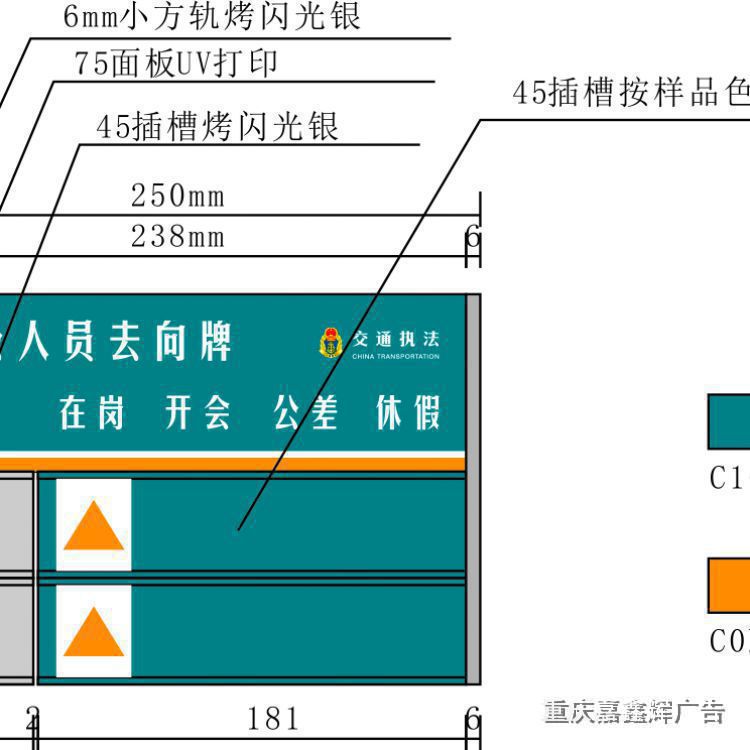 6mm小方轨烤闪光银
75面板UV打印
45插槽按样品色
45插槽烤闪光银
250mm
238mm
6
人员去向牌
交通执法
CHINA TRANSPORTATION
在岗 开会 公差 休假
C1
C0
2
181
6
重庆嘉鑫辉广告